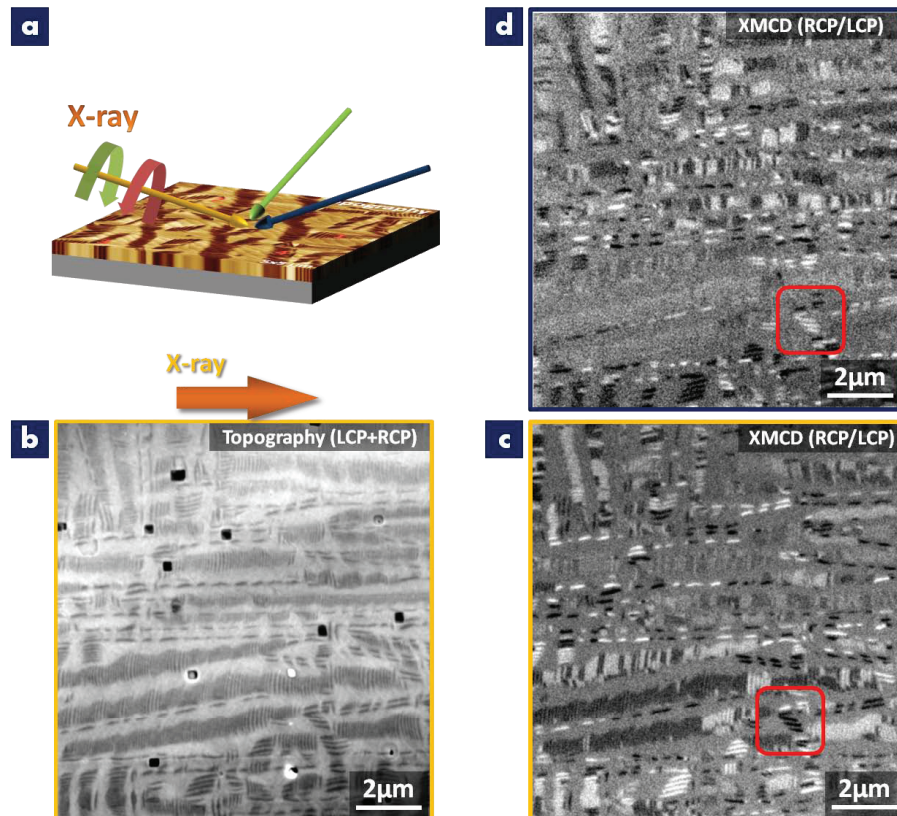 a
X-ray
d
XMCD (RCP/LCP)
2μm
X-ray
b
Topography (LCP+RCP)
2μm
c
XMCD (RCP/LCP)
2μm